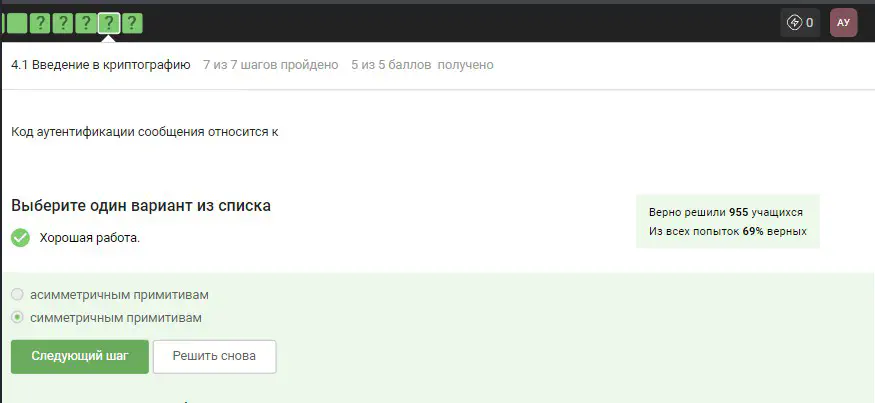 ? ? ? ? ?
0
АУ
4.1 Введение в криптографию 7 из 7 шагов пройдено 5 из 5 баллов получено
Код аутентификации сообщения относится к
Выберите один вариант из списка
Хорошая работа.
Верно решили 955 учащихся
Из всех попыток 69% верных
асимметричным примитивам
симметричным примитивам
Следующий шаг
Решить снова